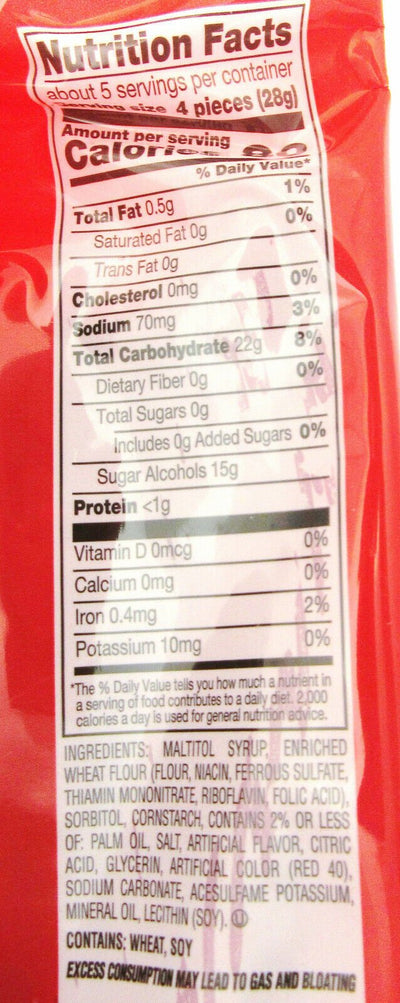 Nutrition Facts
about 5 servings per container
Serving size 4 pieces (28g)
Amount per serving
Calories
% Daily Value*
Total Fat 0.5g 1%
Saturated Fat 0g 0%
Trans Fat 0g
Cholesterol 0mg 0%
Sodium 70mg 3%
Total Carbohydrate 22g 8%
Dietary Fiber 0g 0%
Total Sugars 0g
Includes 0g Added Sugars 0%
Sugar Alcohols 15g
Protein <1g
Vitamin D 0mcg 0%
Calcium 0mg 0%
Iron 0.4mg 2%
Potassium 10mg 0%
*The % Daily Value tells you how much a nutrient in
a serving of food contributes to a daily diet. 2,000
calories a day is used for general nutrition advice.
INGREDIENTS: MALTITOL SYRUP, ENRICHED
WHEAT FLOUR (FLOUR, NIACIN, FERROUS SULFATE,
THIAMIN MONONITRATE, RIBOFLAVIN, FOLIC ACID),
SORBITOL, CORNSTARCH, CONTAINS 2% OR LESS
OF: PALM OIL, SALT, ARTIFICIAL FLAVOR, CITRIC
ACID, GLYCERIN, ARTIFICIAL COLOR (RED 40),
SODIUM CARBONATE, ACESULFAME POTASSIUM,
MINERAL OIL, LECITHIN (SOY). Ⓤ
CONTAINS: WHEAT, SOY
EXCESS CONSUMPTION MAY LEAD TO GAS AND BLOATING